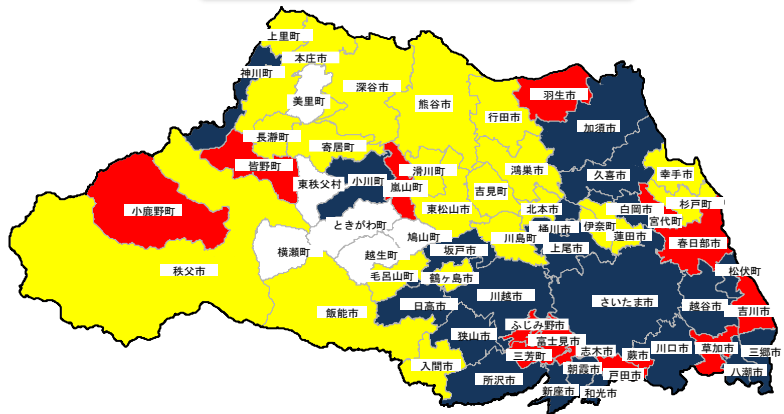 上里町
本庄市
神川町
美里町
深谷市
熊谷市
行田市
羽生市
加須市
長瀞町
寄居町
皆野町
東秩父村
小川町
嵐山町
滑川町
吉見町
鴻巣市
久喜市
幸手市
小鹿野町
東松山市
北本市
白岡市
杉戸町
宮代町
ときがわ町
鳩山町
川島町
桶川市
伊奈町
蓮田市
春日部市
秩父市
横瀬町
越生町
坂戸市
上尾市
毛呂山町
鶴ヶ島市
松伏町
飯能市
日高市
川越市
さいたま市
越谷市
吉川市
狭山市
ふじみ野市
富士見市
三芳町
志木市
蕨市
川口市
草加市
三郷市
入間市
所沢市
朝霞市
戸田市
八潮市
新座市
和光市